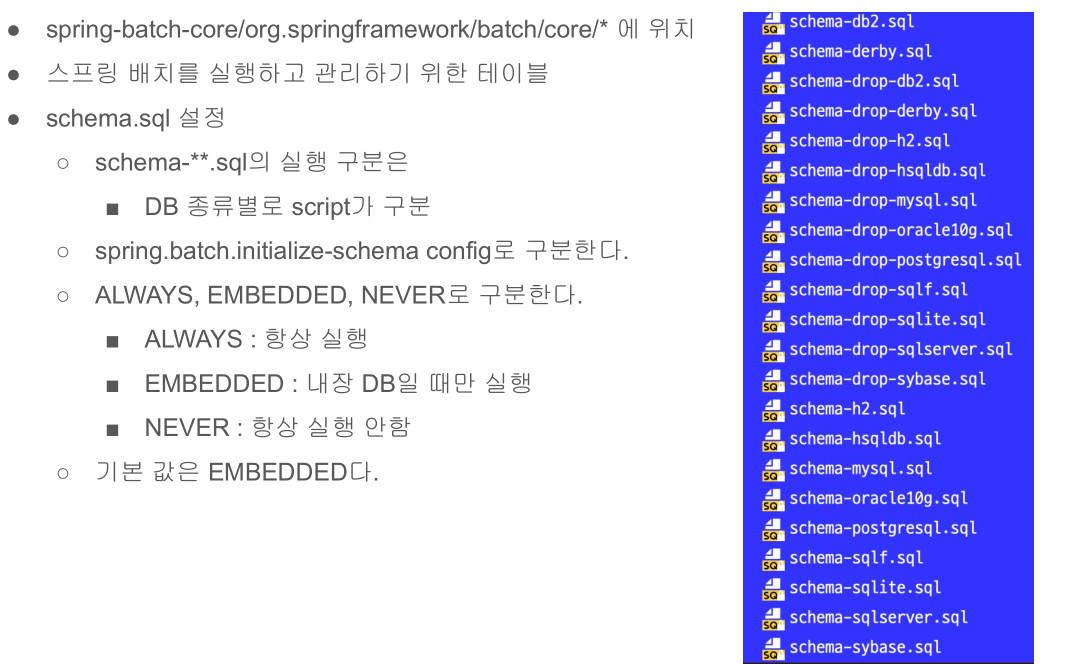 ● spring-batch-core/org.springframework/batch/core/* 에 위치
● 스프링 배치를 실행하고 관리하기 위한 테이블
● schema.sql 설정
○ schema-**.sql의 실행 구분은
■ DB 종류별로 script가 구분
○ spring.batch.initialize-schema config로 구분한다.
○ ALWAYS, EMBEDDED, NEVER로 구분한다.
■ ALWAYS : 항상 실행
■ EMBEDDED : 내장 DB일 때만 실행
■ NEVER : 항상 실행 안함
○ 기본 값은 EMBEDDED다.
SQ schema-db2.sql
SQ schema-derby.sql
SQ schema-drop-db2.sql
SQ schema-drop-derby.sql
SQ schema-drop-h2.sql
SQ schema-drop-hsqldb.sql
SQ schema-drop-mysql.sql
SQ schema-drop-oracle10g.sql
SQ schema-drop-postgresql.sql
SQ schema-drop-sqlf.sql
SQ schema-drop-sqlite.sql
SQ schema-drop-sqlserver.sql
SQ schema-drop-sybase.sql
SQ schema-h2.sql
SQ schema-hsqldb.sql
SQ schema-mysql.sql
SQ schema-oracle10g.sql
SQ schema-postgresql.sql
SQ schema-sqlf.sql
SQ schema-sqlite.sql
SQ schema-sqlserver.sql
SQ schema-sybase.sql